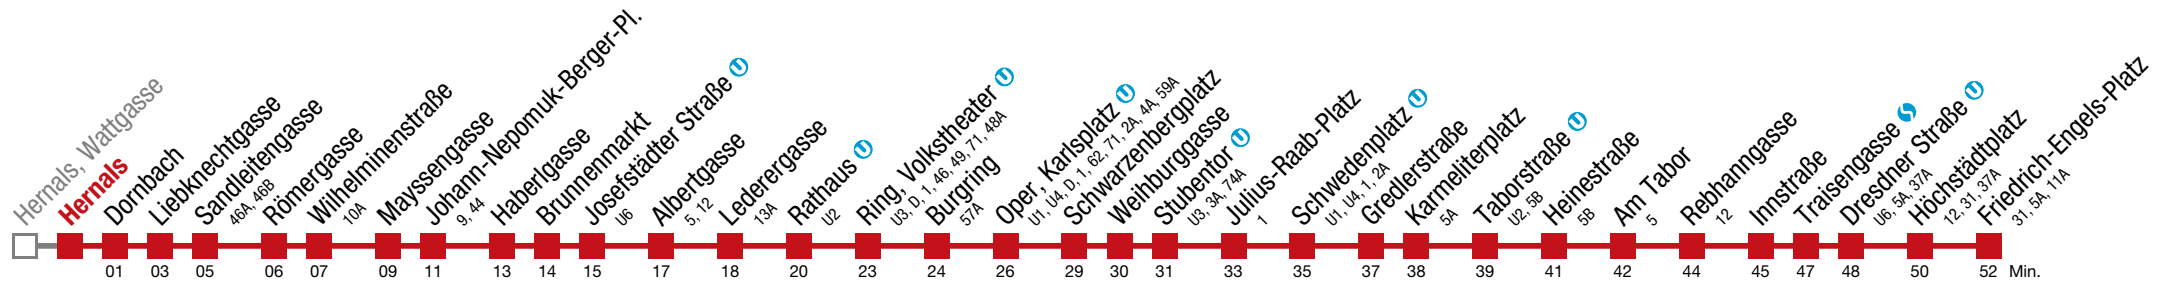 Hernals, Wattgasse
Hernals
Dornbach
01
Liebknechtgasse
03
Sandleitengasse
46A, 46B
05
Römergasse
06
Wilhelminenstraße
10A
07
Mayssengasse
09
Johann-Nepomuk-Berger-Pl.
9, 44
11
Haberlgasse
13
Brunnenmarkt
14
Josefstädter Straße U
U6
15
Albertgasse
5, 12
17
Lederergasse
13A
18
Rathaus U
U2
20
Ring, Volkstheater U
U3, D, 1, 46, 49, 71, 48A
23
Burgring
57A
24
Oper, Karlsplatz U
U1, U4, D, 1, 62, 71, 2A, 4A, 59A
26
Schwarzenbergplatz
29
Weihburggasse
30
Stubentor U
U3, 3A, 74A
31
Julius-Raab-Platz
1
33
Schwedenplatz U
U1, U4, 1, 2A
35
Gredlerstraße
37
Karmeliterplatz
5A
38
Taborstraße U
U2, 5B
39
Heinestraße
5B
41
Am Tabor
5
42
Rebhanngasse
12
44
Innstraße
45
Traisengasse
47
Dresdner Straße U
U6, 5A, 37A
48
Höchstädtplatz
12, 31, 37A
50
Friedrich-Engels-Platz
31, 5A, 11A
52 Min.